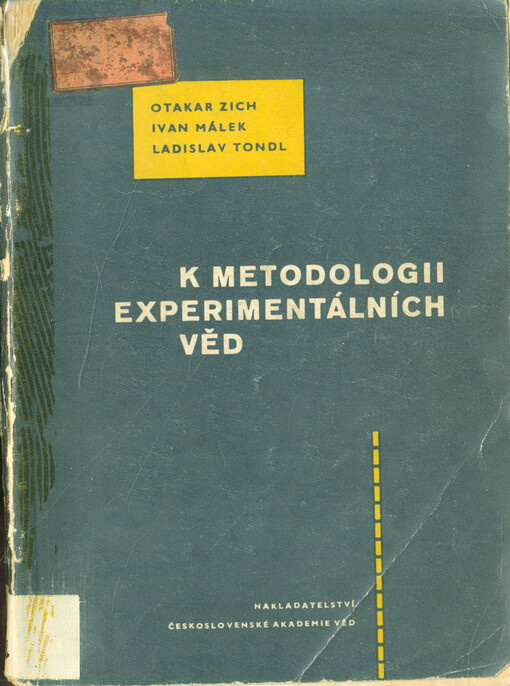 OTAKAR ZICH
IVAN MÁLEK
LADISLAV TONDL
K METODOLOGII
EXPERIMENTÁLNÍCH
VĚD
NAKLADATELSTVÍ
ČESKOSLOVENSKÉ AKADEMIE VĚD